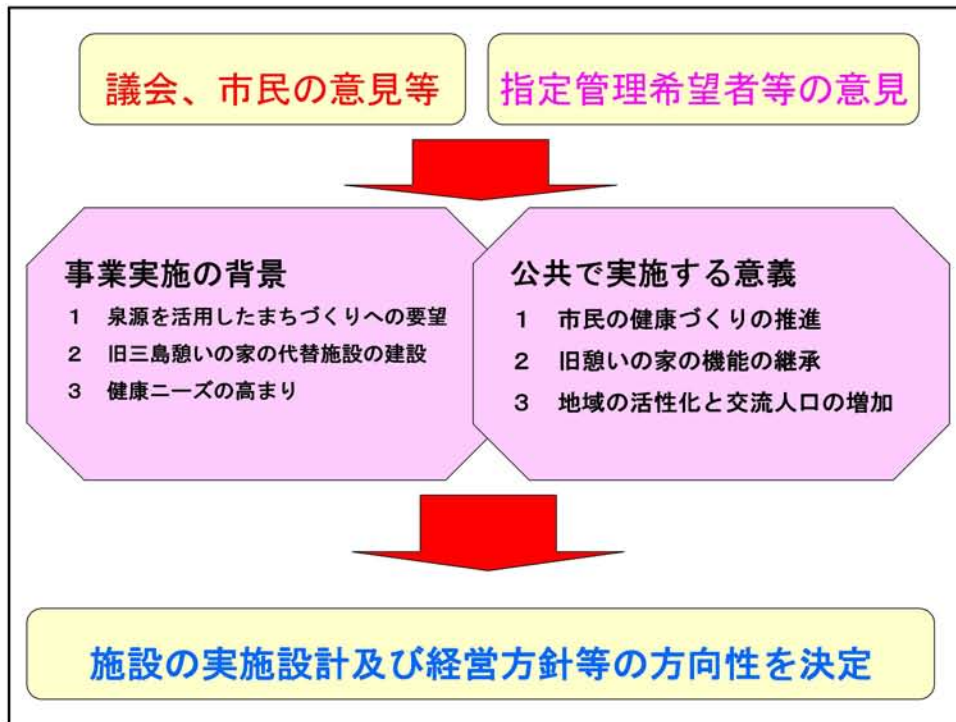 議会、市民の意見等
指定管理希望者等の意見
事業実施の背景
1 泉源を活用したまちづくりへの要望
2 旧三島憩いの家の代替施設の建設
3 健康ニーズの高まり
公共で実施する意義
1 市民の健康づくりの推進
2 旧憩いの家の機能の継承
3 地域の活性化と交流人口の増加
施設の実施設計及び経営方針等の方向性を決定